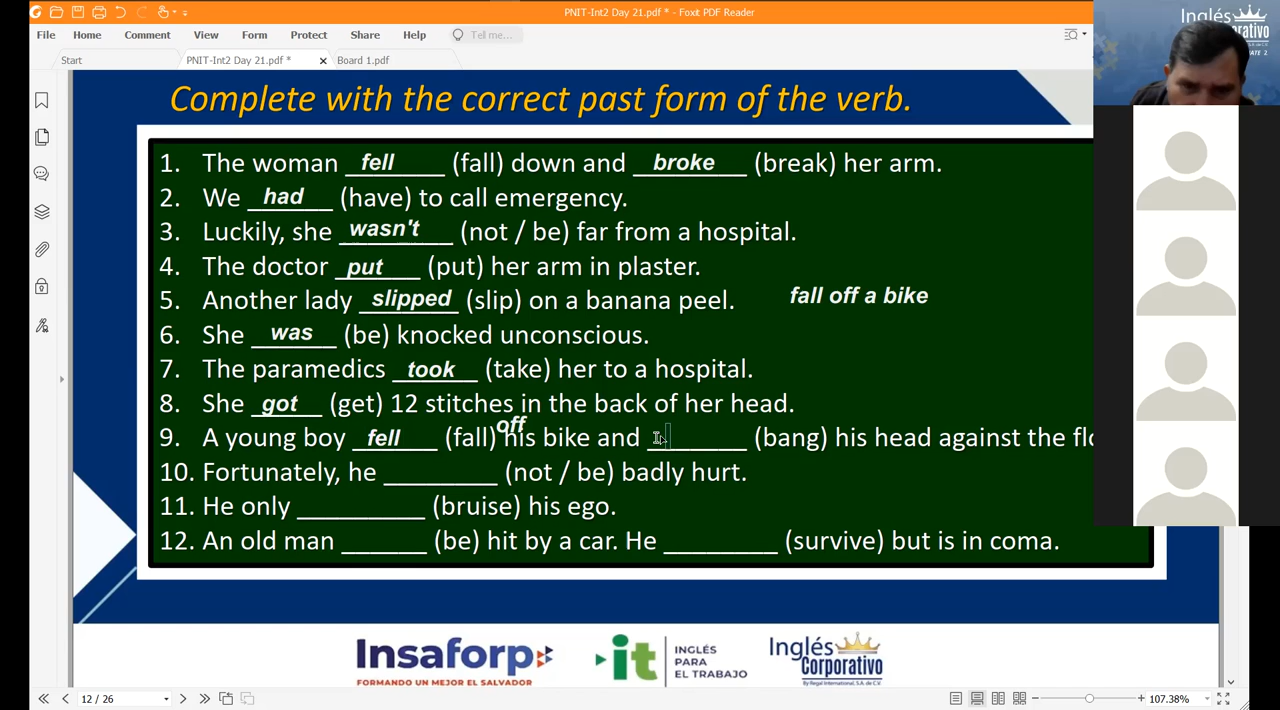 PNIT-Int2 Day 21.pdf * - Foxit PDF Reader
File Home Comment View Form Protect Share Help Tell me...
Start PNIT-Int2 Day 21.pdf * Board 1.pdf
Inglés
Corporativo
Complete with the correct past form of the verb.
1. The woman fell (fall) down and broke (break) her arm.
2. We had (have) to call emergency.
3. Luckily, she wasn't (not / be) far from a hospital.
4. The doctor put (put) her arm in plaster.
5. Another lady slipped (slip) on a banana peel.
fall off a bike
6. She was (be) knocked unconscious.
7. The paramedics took (take) her to a hospital.
8. She got (get) 12 stitches in the back of her head.
off
9. A young boy fell (fall) his bike and ______ (bang) his head against the flo
10. Fortunately, he ________ (not / be) badly hurt.
11. He only _________ (bruise) his ego.
12. An old man ______ (be) hit by a car. He ________ (survive) but is in coma.
Insaforp
FORMANDO UN MEJOR EL SALVADOR
it
INGLÉS
PARA
EL TRABAJO
Inglés
Corporativo
12 / 26
107.38%